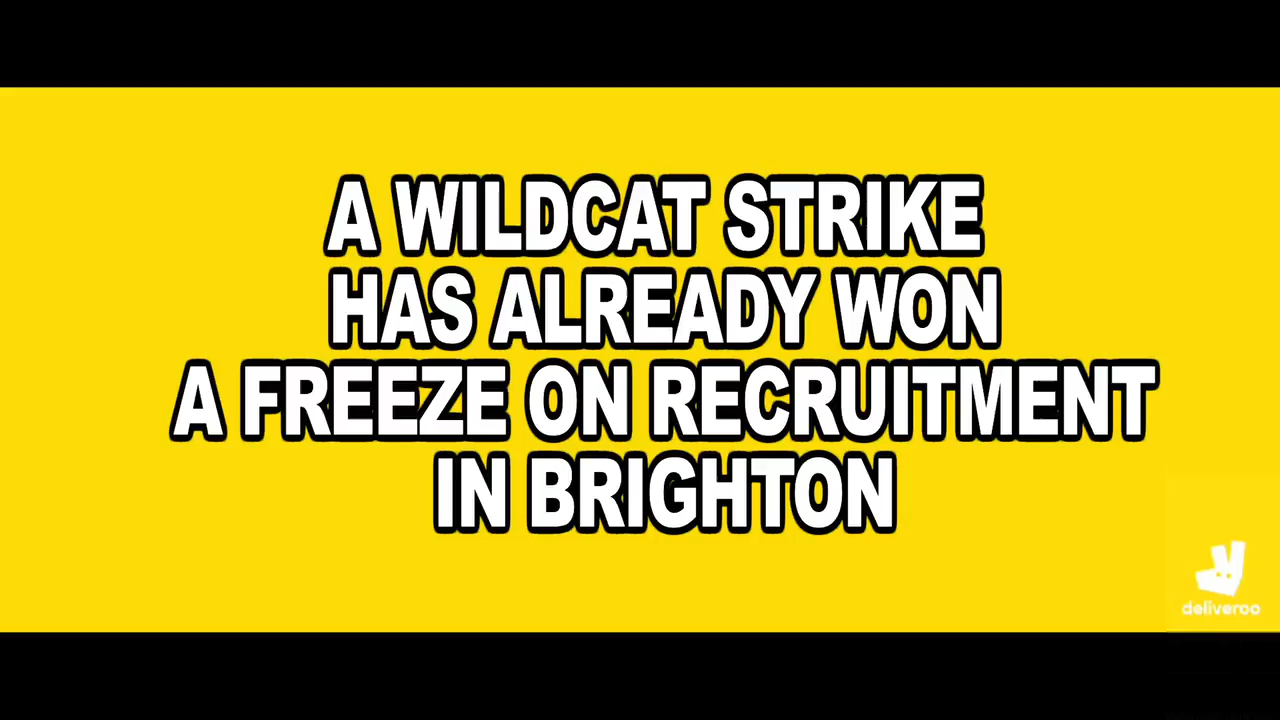 A WILDCAT STRIKE
HAS ALREADY WON
A FREEZE ON RECRUITMENT
IN BRIGHTON
deliveroo